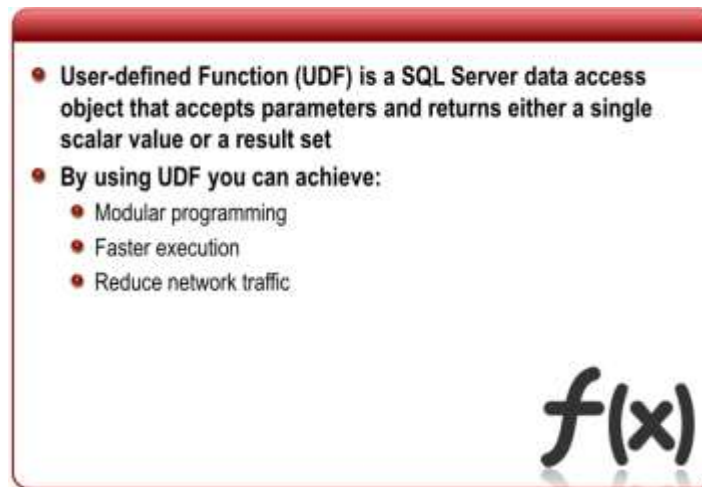 User-defined Function (UDF) is a SQL Server data access
object that accepts parameters and returns either a single
scalar value or a result set
By using UDF you can achieve:
Modular programming
Faster execution
Reduce network traffic
f(x)